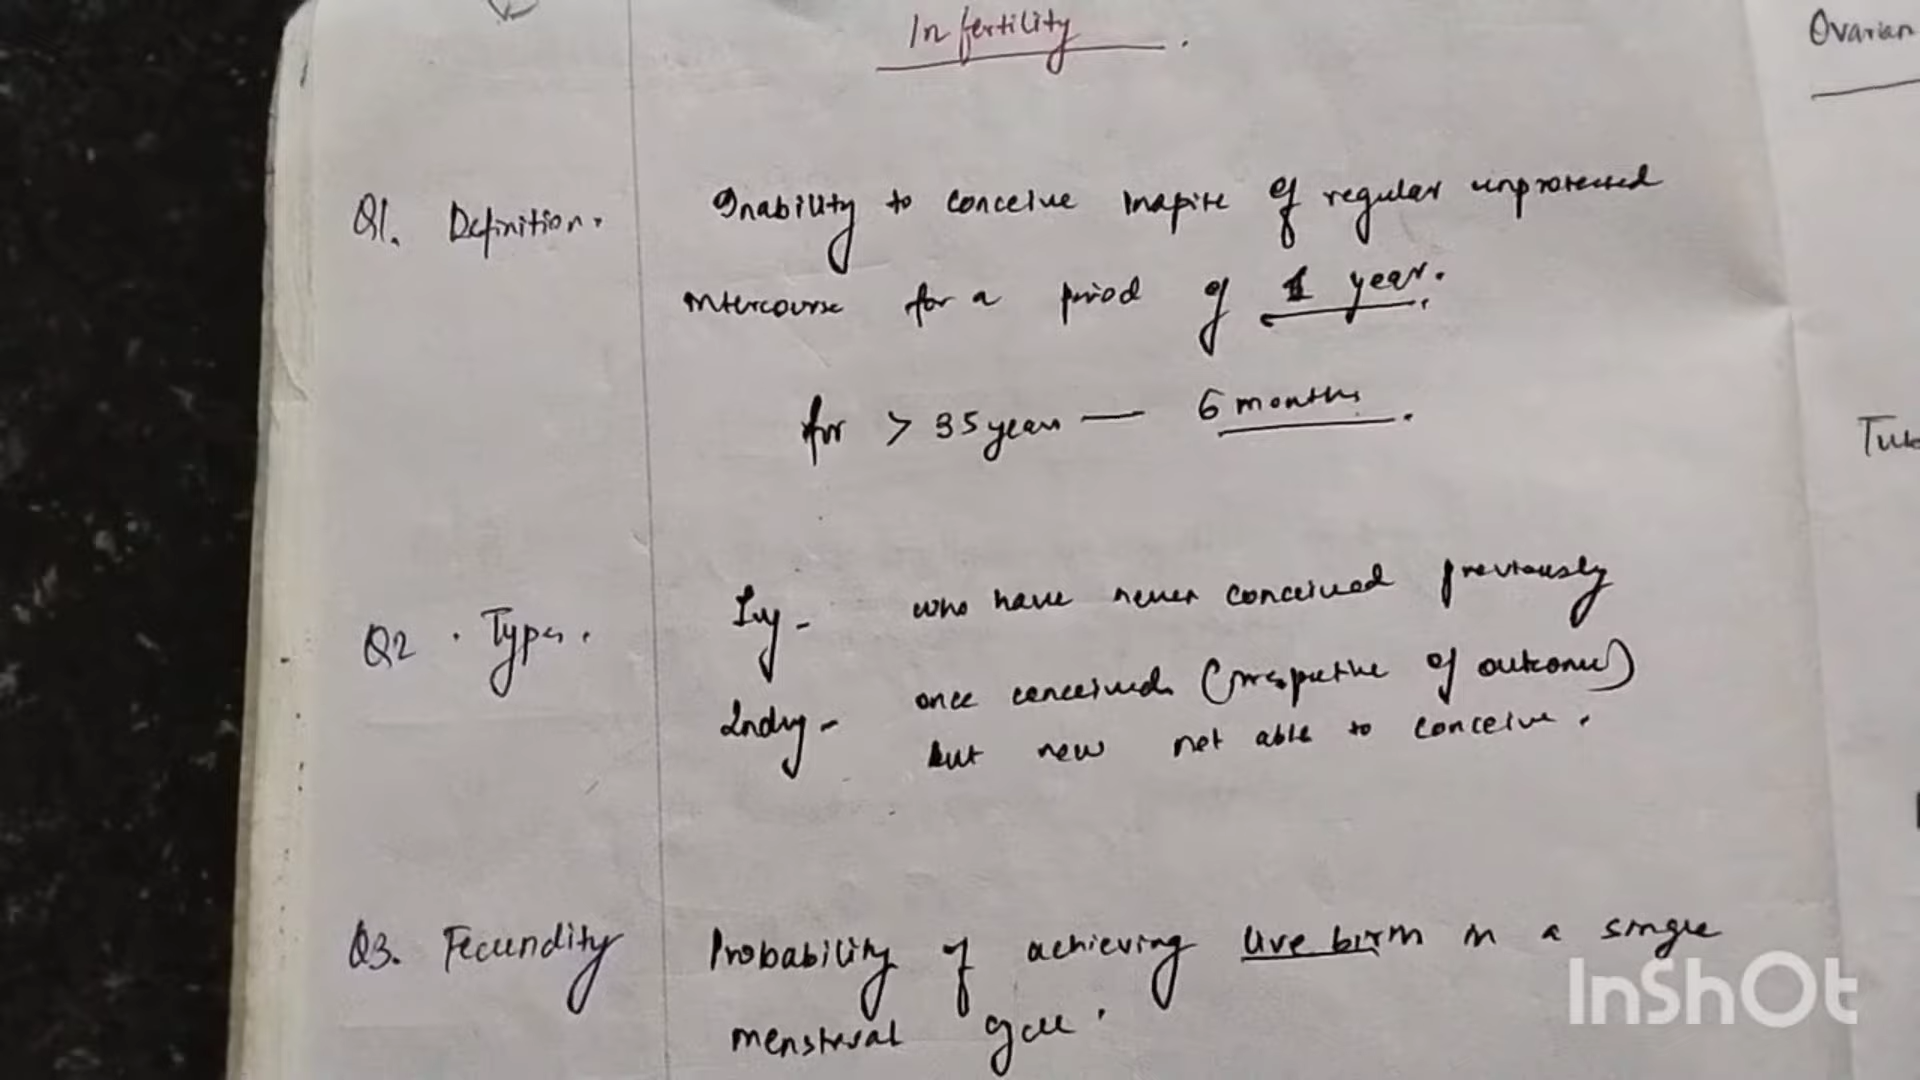 Infertility.
Ovarian
Q1. Definition. Inability to conceive inspite of regular unprotected
intercourse for a period of 1 year.
for > 35 years — 6 months.
Tub
Q2. Types. Iry - who have never conceived previously
2ndry - once conceived (irrespective of outcome)
but now not able to conceive.
Q3. Fecundity Probability of achieving live birth in a single
menstrual cycle.
InShOt